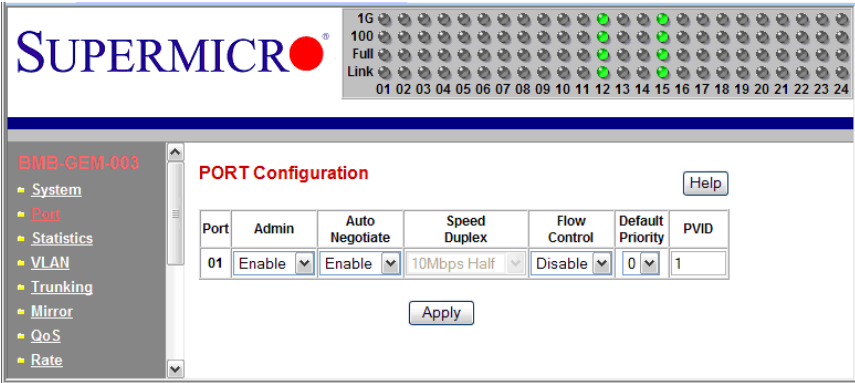 SUPERMICRO®
1G
100
Full
Link
01 02 03 04 05 06 07 08 09 10 11 12 13 14 15 16 17 18 19 20 21 22 23 24
BMB-GEM-003
System
Port
Statistics
VLAN
Trunking
Mirror
QoS
Rate
PORT Configuration
Help
Port Admin Auto Negotiate Speed Duplex Flow Control Default Priority PVID
01 Enable Enable 10Mbps Half Disable 0 1
Apply